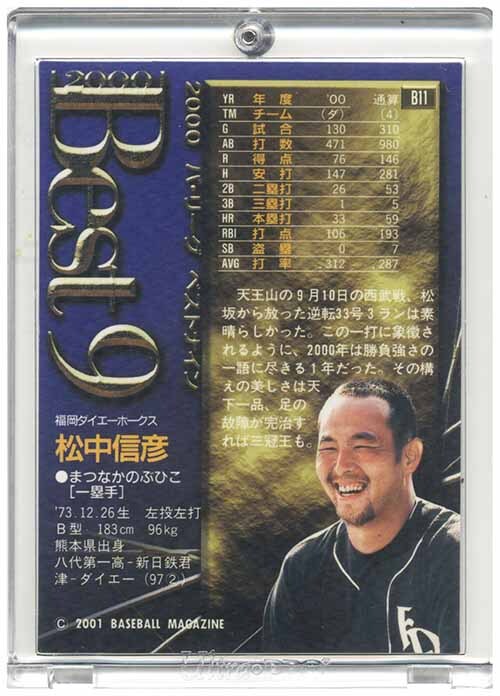 2000
Best 9
2000 パ・リーグ ベストナイン
B11
YR 年度 '00 通算
TM チーム (ダ) (4)
G 試合 130 310
AB 打数 471 980
R 得点 76 146
H 安打 147 281
2B 二塁打 26 53
3B 三塁打 1 5
HR 本塁打 33 59
RBI 打点 106 193
SB 盗塁 0 7
AVG 打率 .312 .287
天王山の9月10日の西武戦、松
坂から放った逆転33号3ランは素
晴らしかった。この一打に象徴さ
れるように、2000年は勝負強さの
一語に尽きる1年だった。その構
えの美しさは天
下一品、足の
故障が完治す
れば三冠王も。
福岡ダイエーホークス
松中信彦
●まつなかのぶひこ
[一塁手]
'73.12.26生 左投左打
B型・183cm 96kg
熊本県出身
八代第一高-新日鉄君
津-ダイエー(97②)
© 2001 BASEBALL MAGAZINE
FD